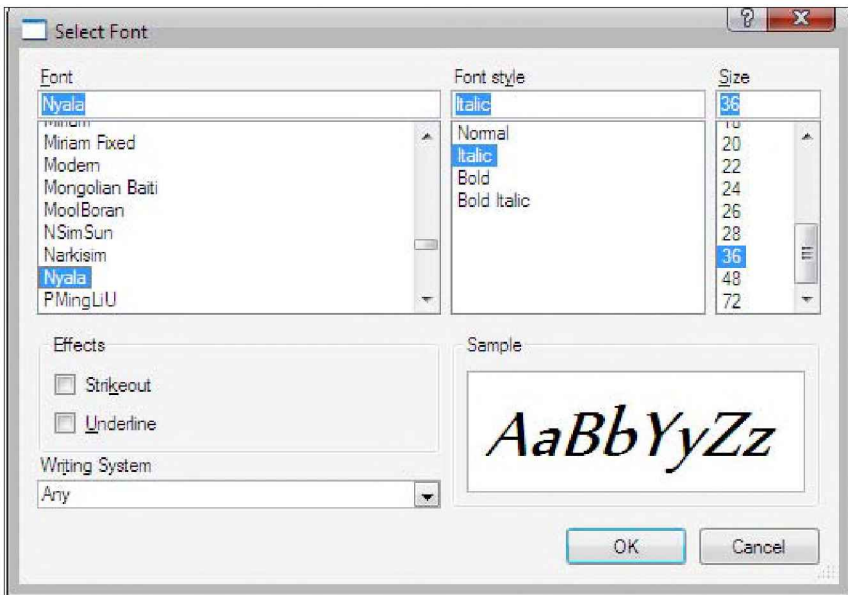 Select Font
Font
Nyala
Miriam Fixed
Modern
Mongolian Baiti
MoolBoran
NSimSun
Narkisim
Nyala
PMingLiU
Font style
Italic
Normal
Italic
Bold
Bold Italic
Size
36
20
22
24
26
28
36
48
72
Effects
Strikeout
Underline
Writing System
Any
Sample
AaBbYyZz
OK
Cancel